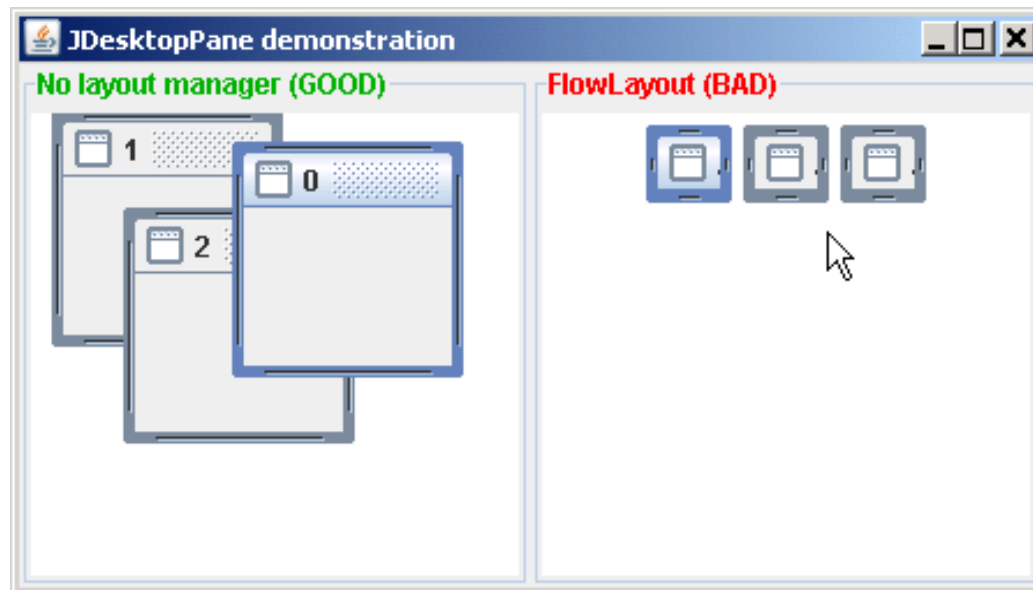 JDesktopPane demonstration
No layout manager (GOOD)
FlowLayout (BAD)
1
0
2